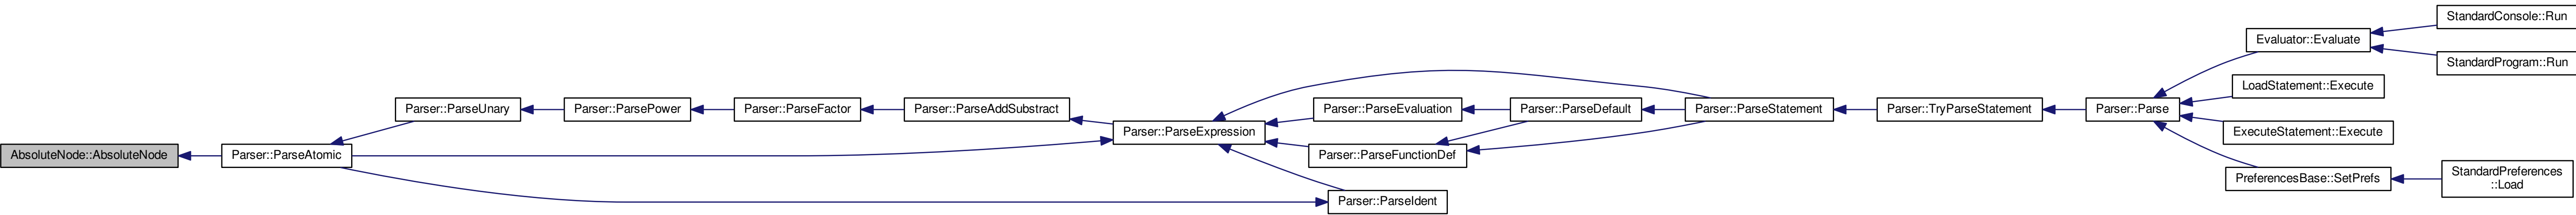 AbsoluteNode::AbsoluteNode
Parser::ParseAtomic
Parser::ParseUnary
Parser::ParsePower
Parser::ParseFactor
Parser::ParseAddSubstract
Parser::ParseExpression
Parser::ParseEvaluation
Parser::ParseFunctionDef
Parser::ParseIdent
Parser::ParseDefault
Parser::ParseStatement
Parser::TryParseStatement
Parser::Parse
Evaluator::Evaluate
LoadStatement::Execute
ExecuteStatement::Execute
PreferencesBase::SetPrefs
StandardConsole::Run
StandardProgram::Run
StandardPreferences
::Load